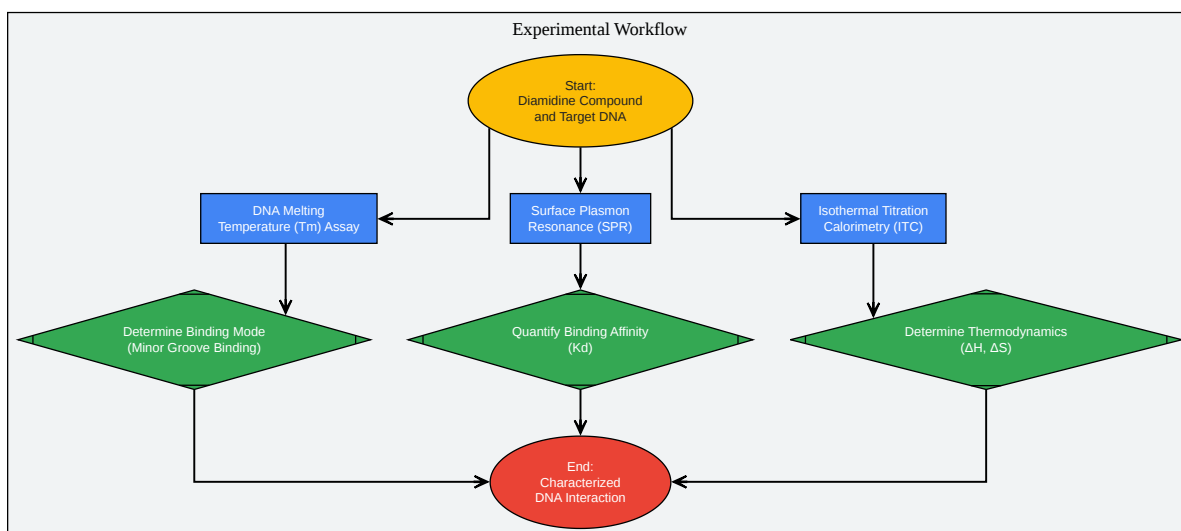 Experimental Workflow
Start:
Diamidine Compound
and Target DNA
DNA Melting
Temperature (Tm) Assay
Surface Plasmon
Resonance (SPR)
Isothermal Titration
Calorimetry (ITC)
Determine Binding Mode
(Minor Groove Binding)
Quantify Binding Affinity
(Kd)
Determine Thermodynamics
(ΔH, ΔS)
End:
Characterized
DNA Interaction